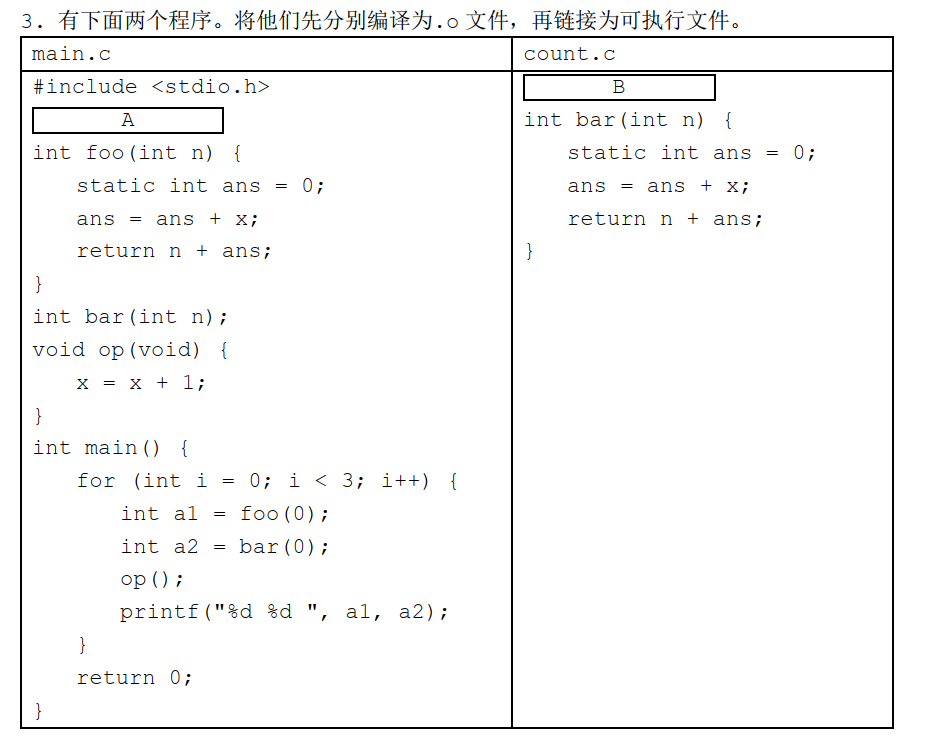 3. 有下面两个程序。将他们先分别编译为.o 文件，再链接为可执行文件。
main.c
#include <stdio.h>
A
int foo(int n) {
static int ans = 0;
ans = ans + x;
return n + ans;
}
int bar(int n);
void op(void) {
x = x + 1;
}
int main() {
for (int i = 0; i < 3; i++) {
int a1 = foo(0);
int a2 = bar(0);
op();
printf("%d %d ", a1, a2);
}
return 0;
}
count.c
B
int bar(int n) {
static int ans = 0;
ans = ans + x;
return n + ans;
}